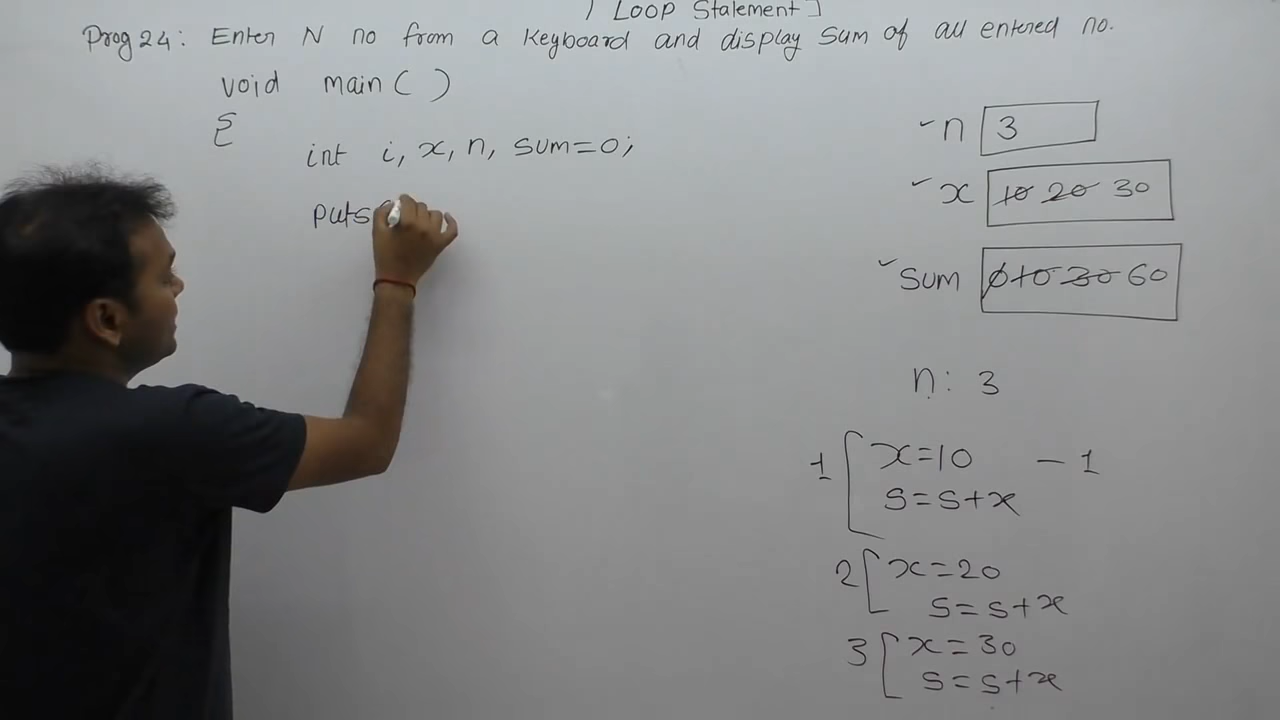 ) Loop Statement ]
Prog 24: Enter N no from a keyboard and display sum of all entered no.
void main( )
{
int i, x, n, sum=0;
puts(
n 3
x 10 20 30
sum 0 10 30 60
n: 3
1 x=10 - 1
s=s+x
2 x=20
s=s+x
3 x=30
s=s+x